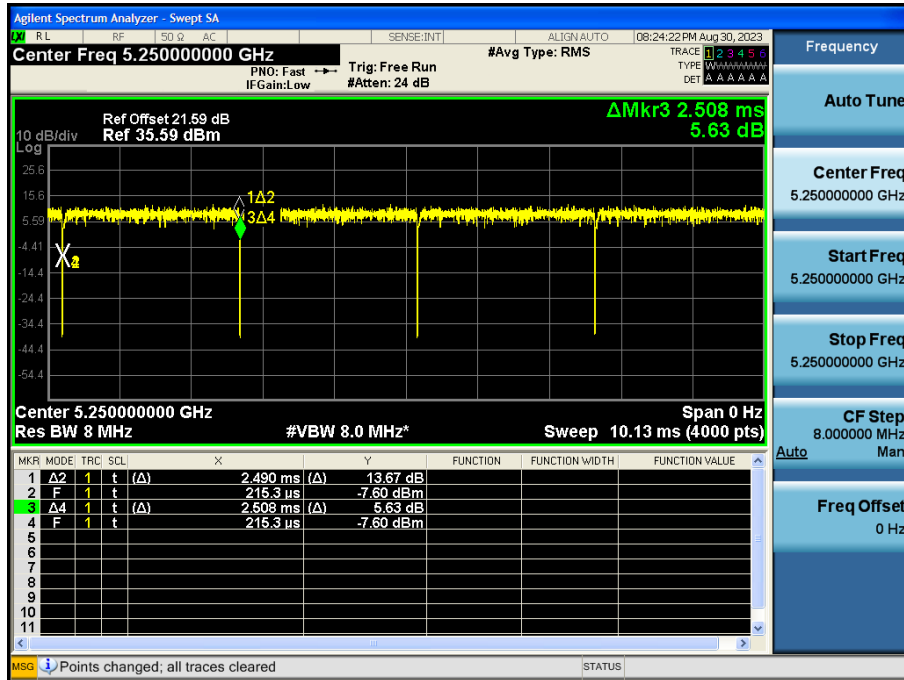 Agilent Spectrum Analyzer - Swept SA
LXI RL RF 50 Ω AC SENSE:INT ALIGN AUTO 08:24:22 PM Aug 30, 2023
Center Freq 5.250000000 GHz
PNO: Fast
IFGain:Low
Trig: Free Run
#Atten: 24 dB
#Avg Type: RMS
TRACE 1 2 3 4 5 6
TYPE WWWWWW
DET A A A A A A
Ref Offset 21.59 dB
10 dB/div Ref 35.59 dBm
Log
ΔMkr3 2.508 ms
5.63 dB
25.6
15.6
5.59
-4.41
-14.4
-24.4
-34.4
-44.4
-54.4
1Δ2
3Δ4
Center 5.250000000 GHz Span 0 Hz
Res BW 8 MHz #VBW 8.0 MHz* Sweep 10.13 ms (4000 pts)
MKR MODE TRC SCL X Y FUNCTION FUNCTION WIDTH FUNCTION VALUE
1 Δ2 1 t (Δ) 2.490 ms (Δ) 13.67 dB
2 F 1 t 215.3 µs -7.60 dBm
3 Δ4 1 t (Δ) 2.508 ms (Δ) 5.63 dB
4 F 1 t 215.3 µs -7.60 dBm
5
6
7
8
9
10
11
MSG Points changed; all traces cleared STATUS
Frequency
Auto Tune
Center Freq
5.250000000 GHz
Start Freq
5.250000000 GHz
Stop Freq
5.250000000 GHz
CF Step
8.000000 MHz
Auto Man
Freq Offset
0 Hz